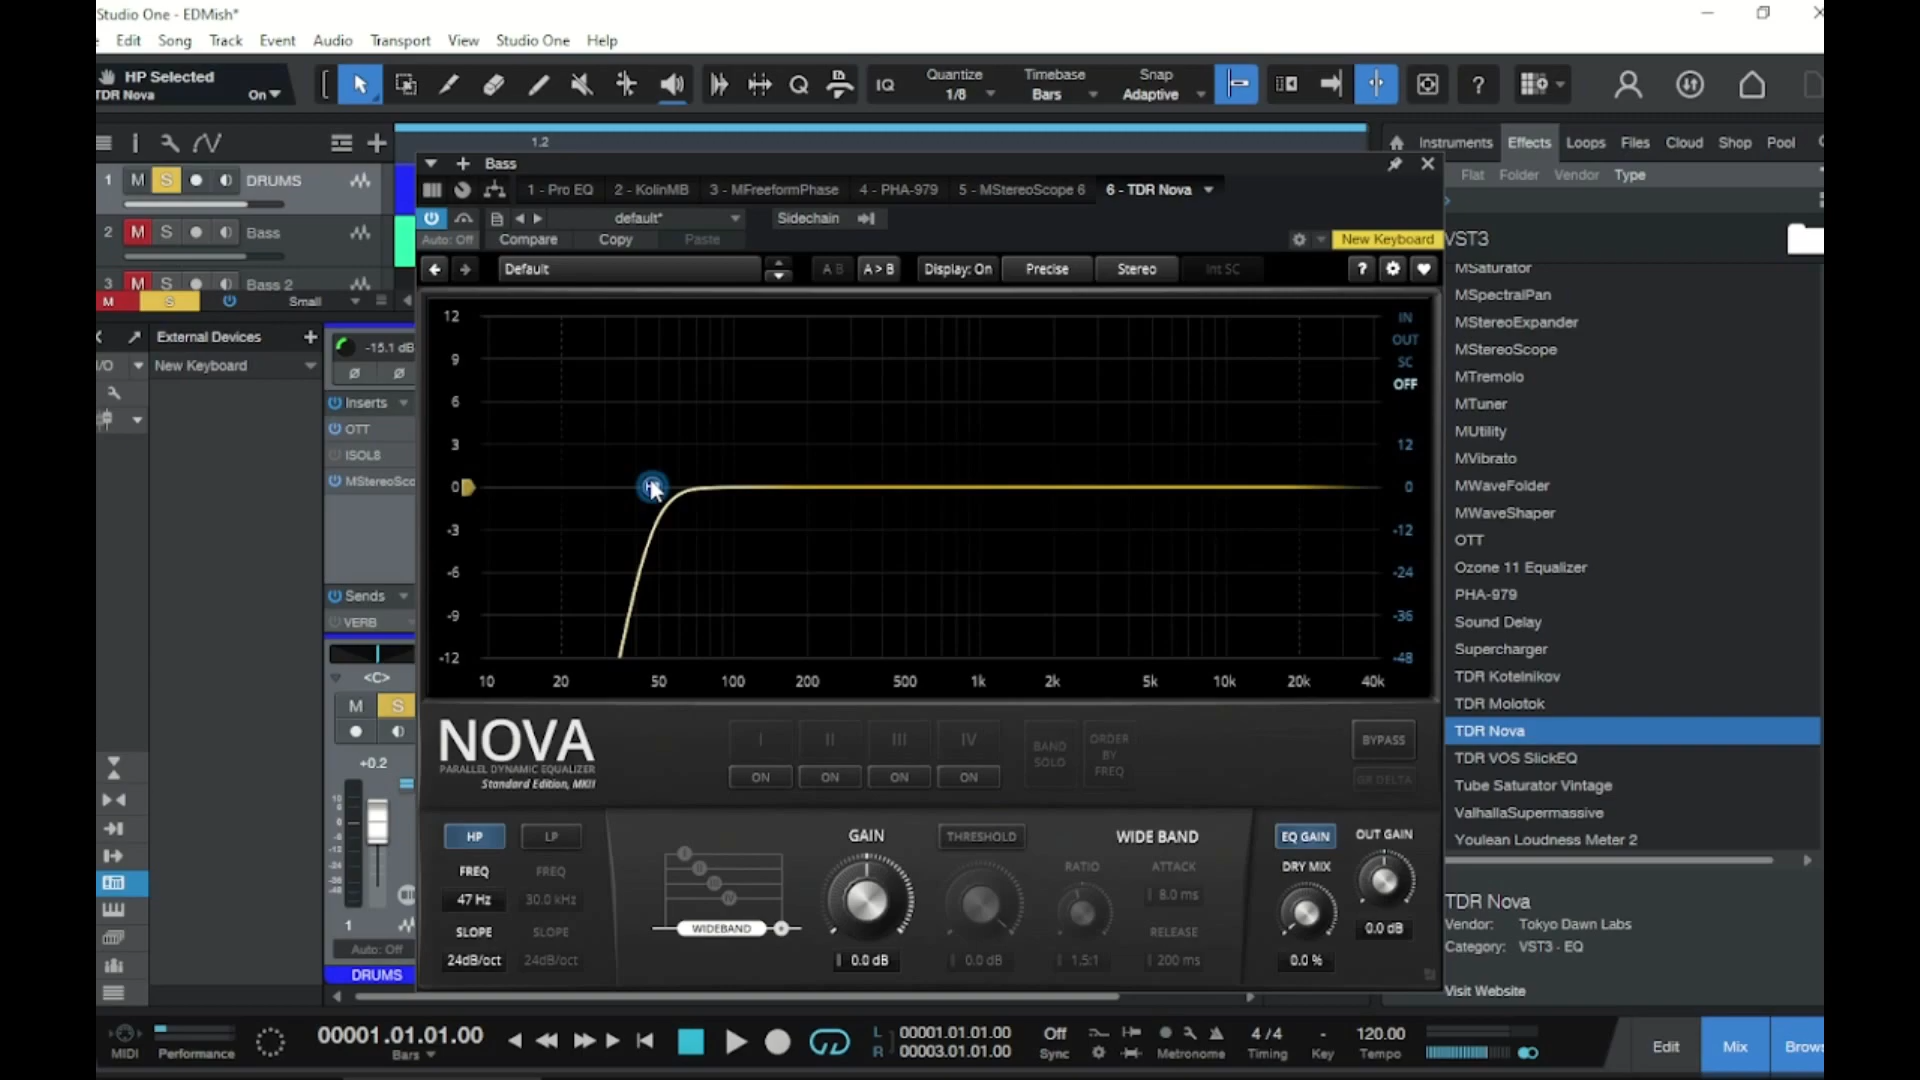 Studio One - EDMish*
Edit Song Track Event Audio Transport View Studio One Help
HP Selected
TDR Nova On
IQ Quantize 1/8 Timebase Bars Snap Adaptive ?
1.2
Instruments Effects Loops Files Cloud Shop Pool
Flat Folder Vendor Type
1 M S DRUMS
2 M S Bass
3 M S Bass 2
M S Small
Bass
1 - Pro EQ 2 - KolinMB 3 - MFreeformPhase 4 - PHA-979 5 - MStereoScope 6 6 - TDR Nova
default* Sidechain
Auto: Off Compare Copy Paste New Keyboard
Default A B A > B Display: On Precise Stereo Int SC ?
VST3
MSaturator
MSpectralPan
MStereoExpander
MStereoScope
MTremolo
MTuner
MUtility
MVibrato
MWaveFolder
MWaveShaper
OTT
Ozone 11 Equalizer
PHA-979
Sound Delay
Supercharger
TDR Kotelnikov
TDR Molotok
TDR Nova
TDR VOS SlickEQ
Tube Saturator Vintage
ValhallaSupermassive
Youlean Loudness Meter 2
TDR Nova
Vendor: Tokyo Dawn Labs
Category: VST3 - EQ
Visit Website
External Devices
New Keyboard
I/O
-15.1 dB
Inserts
OTT
ISOL8
MStereoSco
Sends
VERB
<C>
M S
+0.2
1
Auto: Off
DRUMS
12
9
6
3
0
-3
-6
-9
-12
IN
OUT
SC
OFF
12
0
-12
-24
-36
-48
10 20 50 100 200 500 1k 2k 5k 10k 20k 40k
NOVA
PARALLEL DYNAMIC EQUALIZER
Standard Edition, MKII
I II III IV
ON ON ON ON
BAND SOLO
ORDER BY FREQ
BYPASS
GR DELTA
HP LP
FREQ FREQ
47 Hz 30.0 kHz
SLOPE SLOPE
24dB/oct 24dB/oct
I
II
III
IV
WIDEBAND
GAIN
0.0 dB
THRESHOLD
0.0 dB
WIDE BAND
RATIO
1.5:1
ATTACK
8.0 ms
RELEASE
200 ms
EQ GAIN
DRY MIX
0.0 %
OUT GAIN
0.0 dB
MIDI
Performance
00001.01.01.00
Bars
L 00001.01.01.00
R 00003.01.01.00
Off
Sync
Metronome
4 / 4
Timing
-
Key
120.00
Tempo
Edit Mix Brow